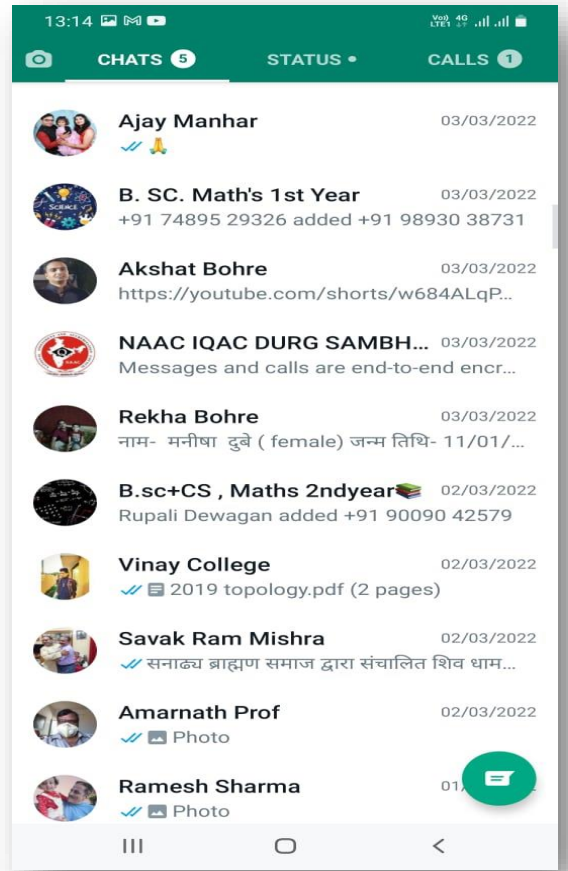 13:14
Vo)) 4G
LTE1
CHATS 5 STATUS • CALLS 1
Ajay Manhar 03/03/2022
🙏
B. SC. Math's 1st Year 03/03/2022
+91 74895 29326 added +91 98930 38731
Akshat Bohre 03/03/2022
https://youtube.com/shorts/w684ALqP...
NAAC IQAC DURG SAMBH... 03/03/2022
Messages and calls are end-to-end encr...
Rekha Bohre 03/03/2022
नाम- मनीषा दुबे ( female) जन्म तिथि- 11/01/...
B.sc+CS , Maths 2ndyear📚 02/03/2022
Rupali Dewagan added +91 90090 42579
Vinay College 02/03/2022
2019 topology.pdf (2 pages)
Savak Ram Mishra 02/03/2022
सनाढ्य ब्राह्मण समाज द्वारा संचालित शिव धाम...
Amarnath Prof 02/03/2022
Photo
Ramesh Sharma 01/
Photo